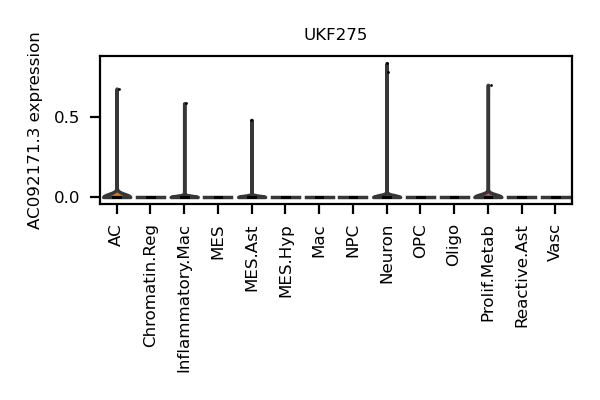 UKF275
AC092171.3 expression
0.5
0.0
AC
Chromatin.Reg
Inflammatory.Mac
MES
MES.Ast
MES.Hyp
Mac
NPC
Neuron
OPC
Oligo
Prolif.Metab
Reactive.Ast
Vasc